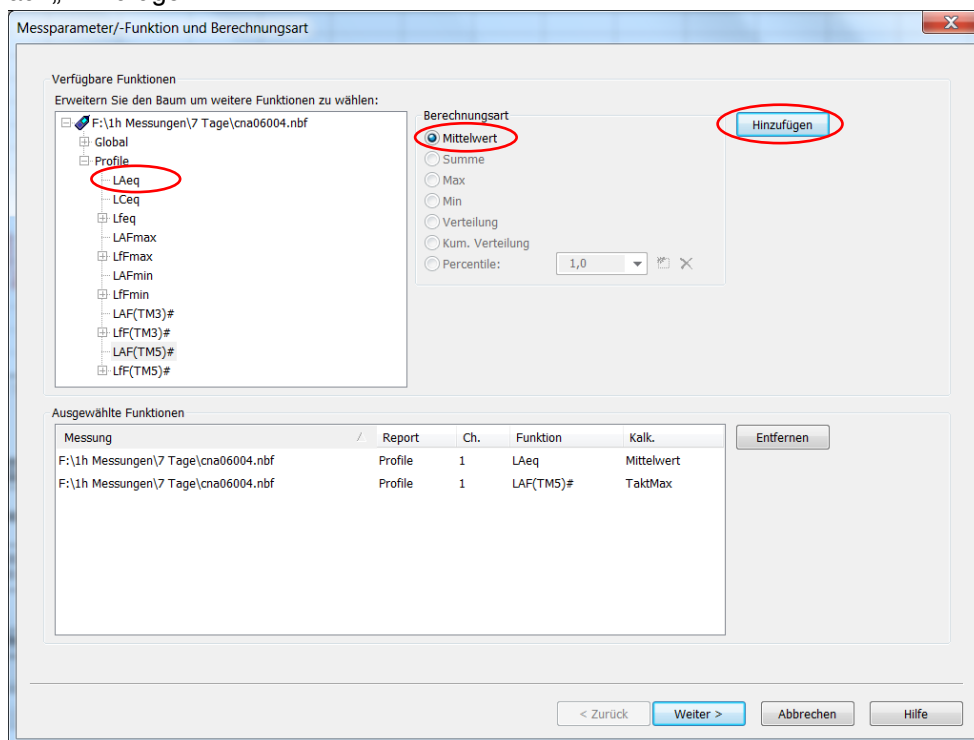 Messparameter/-Funktion und Berechnungsart
Verfügbare Funktionen
Erweitern Sie den Baum um weitere Funktionen zu wählen:
F:\1h Messungen\7 Tage\cna06004.nbf
Global
Profile
LAeq
LCeq
Lfeq
LAFmax
LfFmax
LAFmin
LfFmin
LAF(TM3)#
LfF(TM3)#
LAF(TM5)#
LfF(TM5)#
Berechnungsart
Mittelwert
Summe
Max
Min
Verteilung
Kum. Verteilung
Percentile: 1,0
Hinzufügen
Ausgewählte Funktionen
Messung Report Ch. Funktion Kalk.
F:\1h Messungen\7 Tage\cna06004.nbf Profile 1 LAeq Mittelwert
F:\1h Messungen\7 Tage\cna06004.nbf Profile 1 LAF(TM5)# TaktMax
Entfernen
< Zurück Weiter > Abbrechen Hilfe